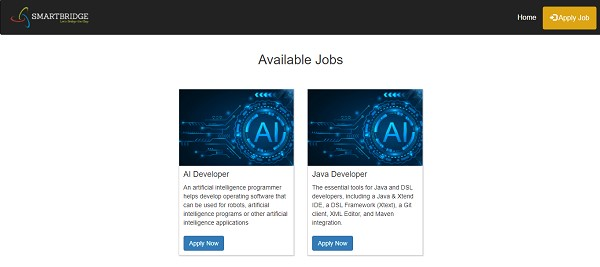 SMARTBRIDGE
Home
Apply Job
Available Jobs
AI
AI Developer
An artificial intelligence programmer
helps develop operating software that
can be used for robots, artificial
intelligence programs or other artificial
intelligence applications
Apply Now
AI
Java Developer
The essential tools for Java and DSL
developers, including a Java & Xtend
IDE, a DSL Framework (Xtext), a Git
client, XML Editor, and Maven
integration.
Apply Now